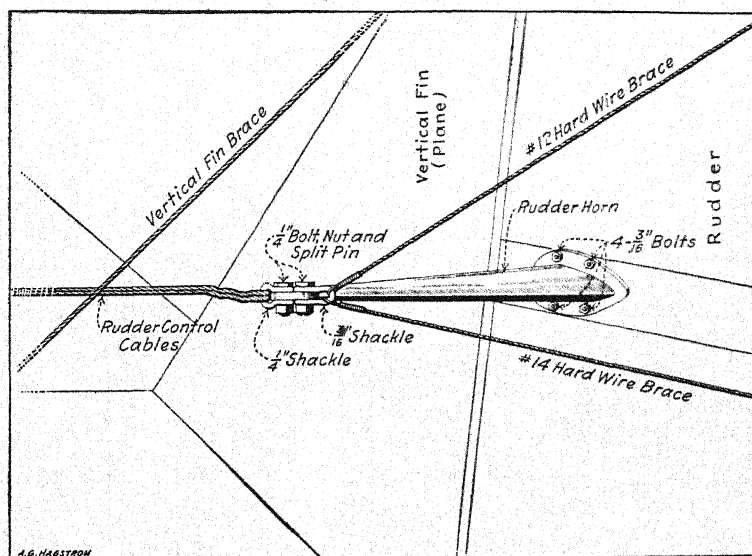 Vertical Fin Brace
Vertical Fin
(Plane)
#12 Hard Wire Brace
Rudder
Rudder Horn
4-3/16" Bolts
1/4" Bolt, Nut and
Split Pin
Rudder Control
Cables
1/4" Shackle
3/16" Shackle
#14 Hard Wire Brace
A.G. HAGSTROM